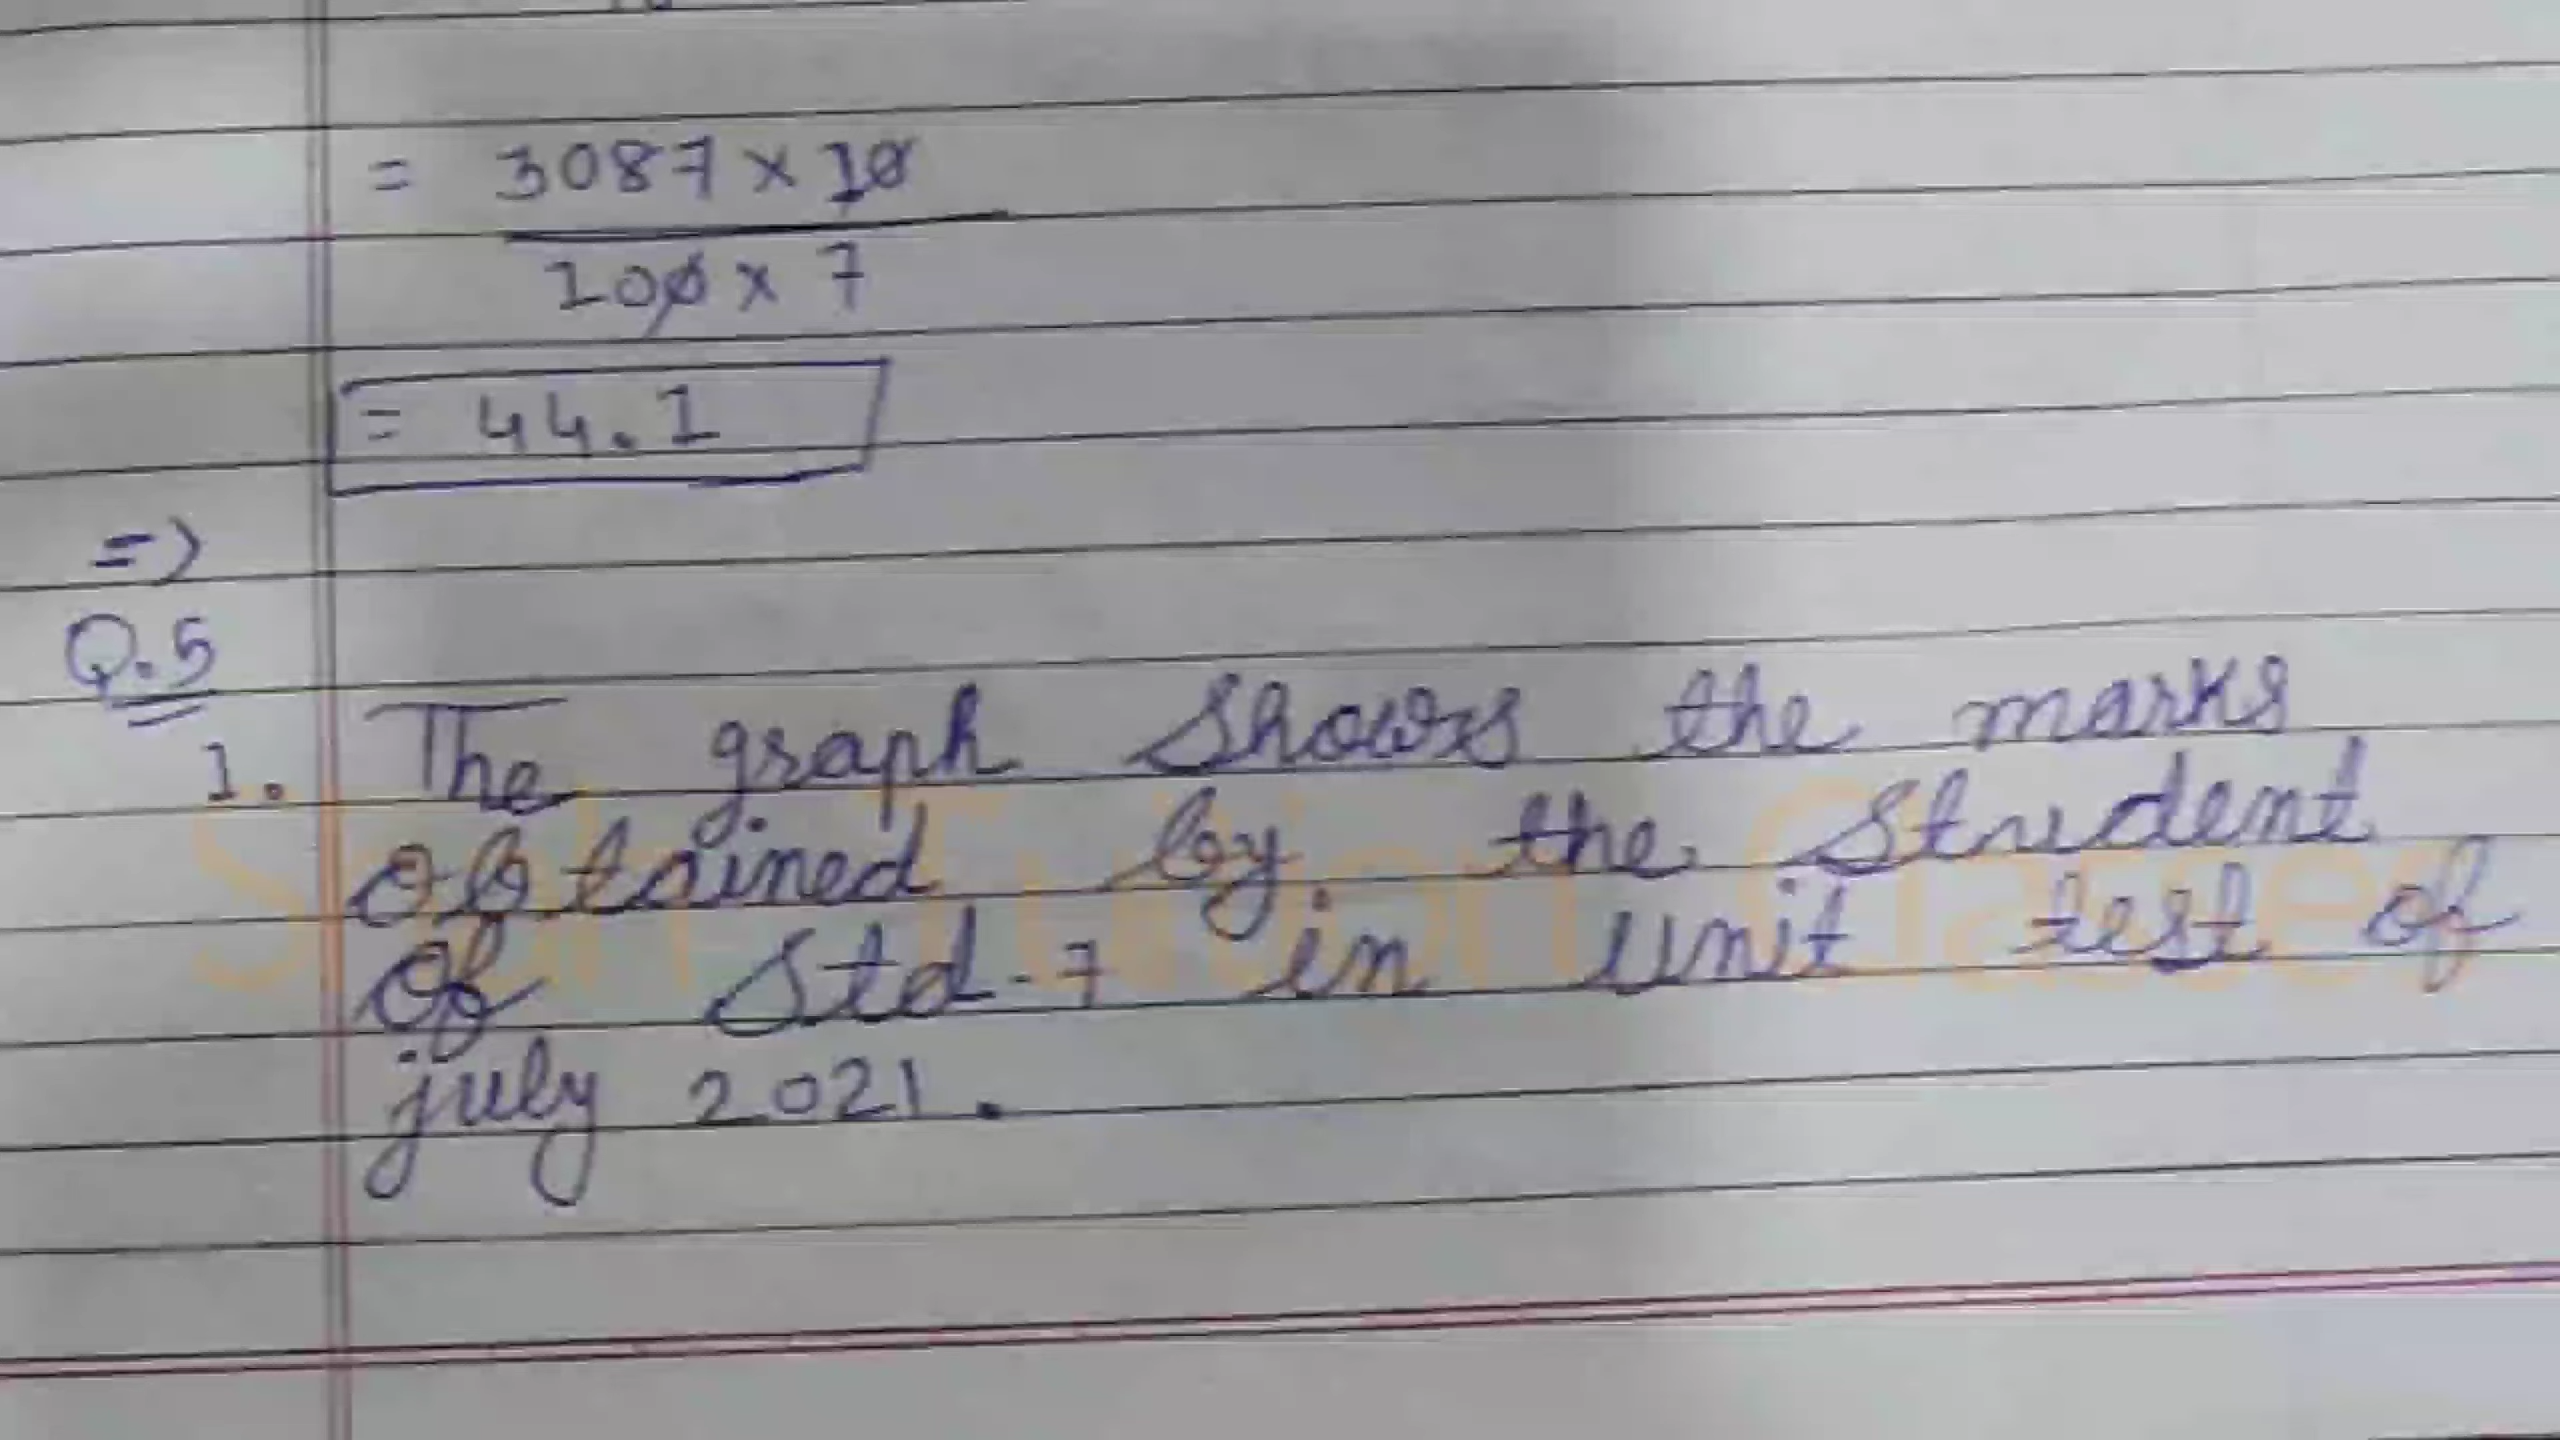 = 3087 x 10
100 x 7
= 44.1
=>
Q.5
1. The graph shows the marks
obtained by the student
of Std-7 in unit test of
july 2021.